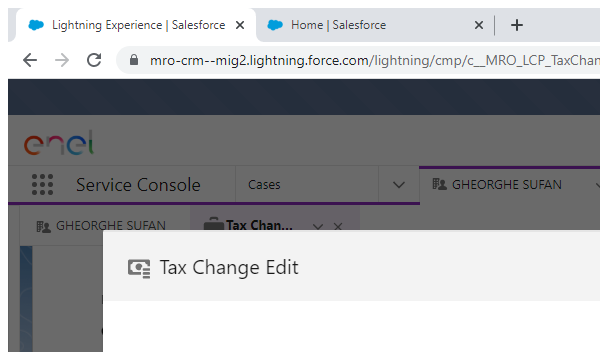 Lightning Experience | Salesforce
Home | Salesforce
mro-crm--mig2.lightning.force.com/lightning/cmp/c__MRO_LCP_TaxChan
enel
Service Console
Cases
GHEORGHE SUFAN
GHEORGHE SUFAN
Tax Chan...
Tax Change Edit